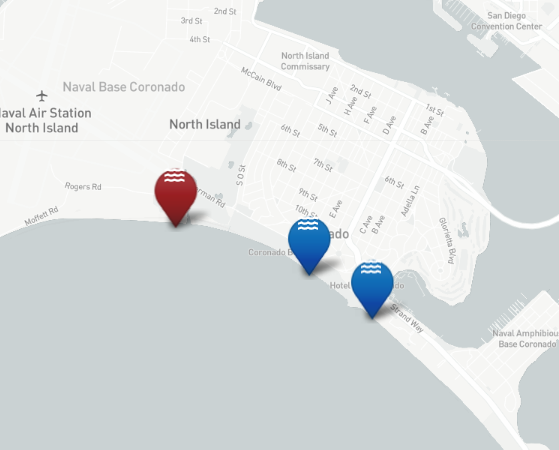 2nd St
3rd St
4th St
San Diego
Convention Center
North Island
Commissary
McCain Blvd
Naval Base Coronado
2nd St
J Ave
H Ave
F Ave
D Ave
B Ave
1st St
Naval Air Station
North Island
North Island
6th St
5th St
8th St
7th St
S O St
6th St
Rogers Rd
9th St
10th St
E Ave
C Ave
B Ave
Adella Ln
Glorietta Blvd
Moffett Rd
Coronado B
Hotel
Strand Way
Naval Amphibiou
Base Coronado